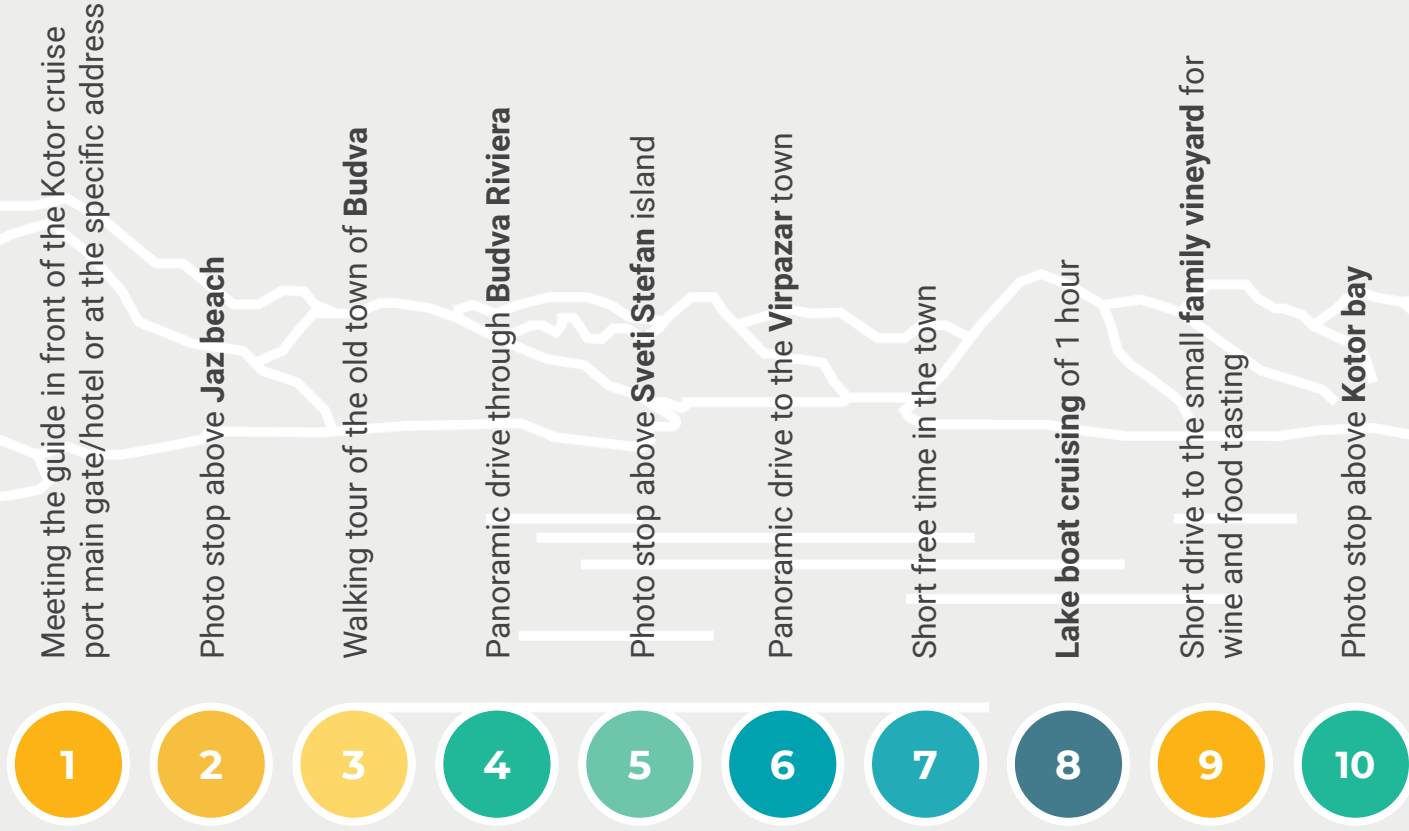 1
Meeting the guide in front of the Kotor cruise
port main gate/hotel or at the specific address
2
Photo stop above Jaz beach
3
Walking tour of the old town of Budva
4
Panoramic drive through Budva Riviera
5
Photo stop above Sveti Stefan island
6
Panoramic drive to the Virpazar town
7
Short free time in the town
8
Lake boat cruising of 1 hour
9
Short drive to the small family vineyard for
wine and food tasting
10
Photo stop above Kotor bay